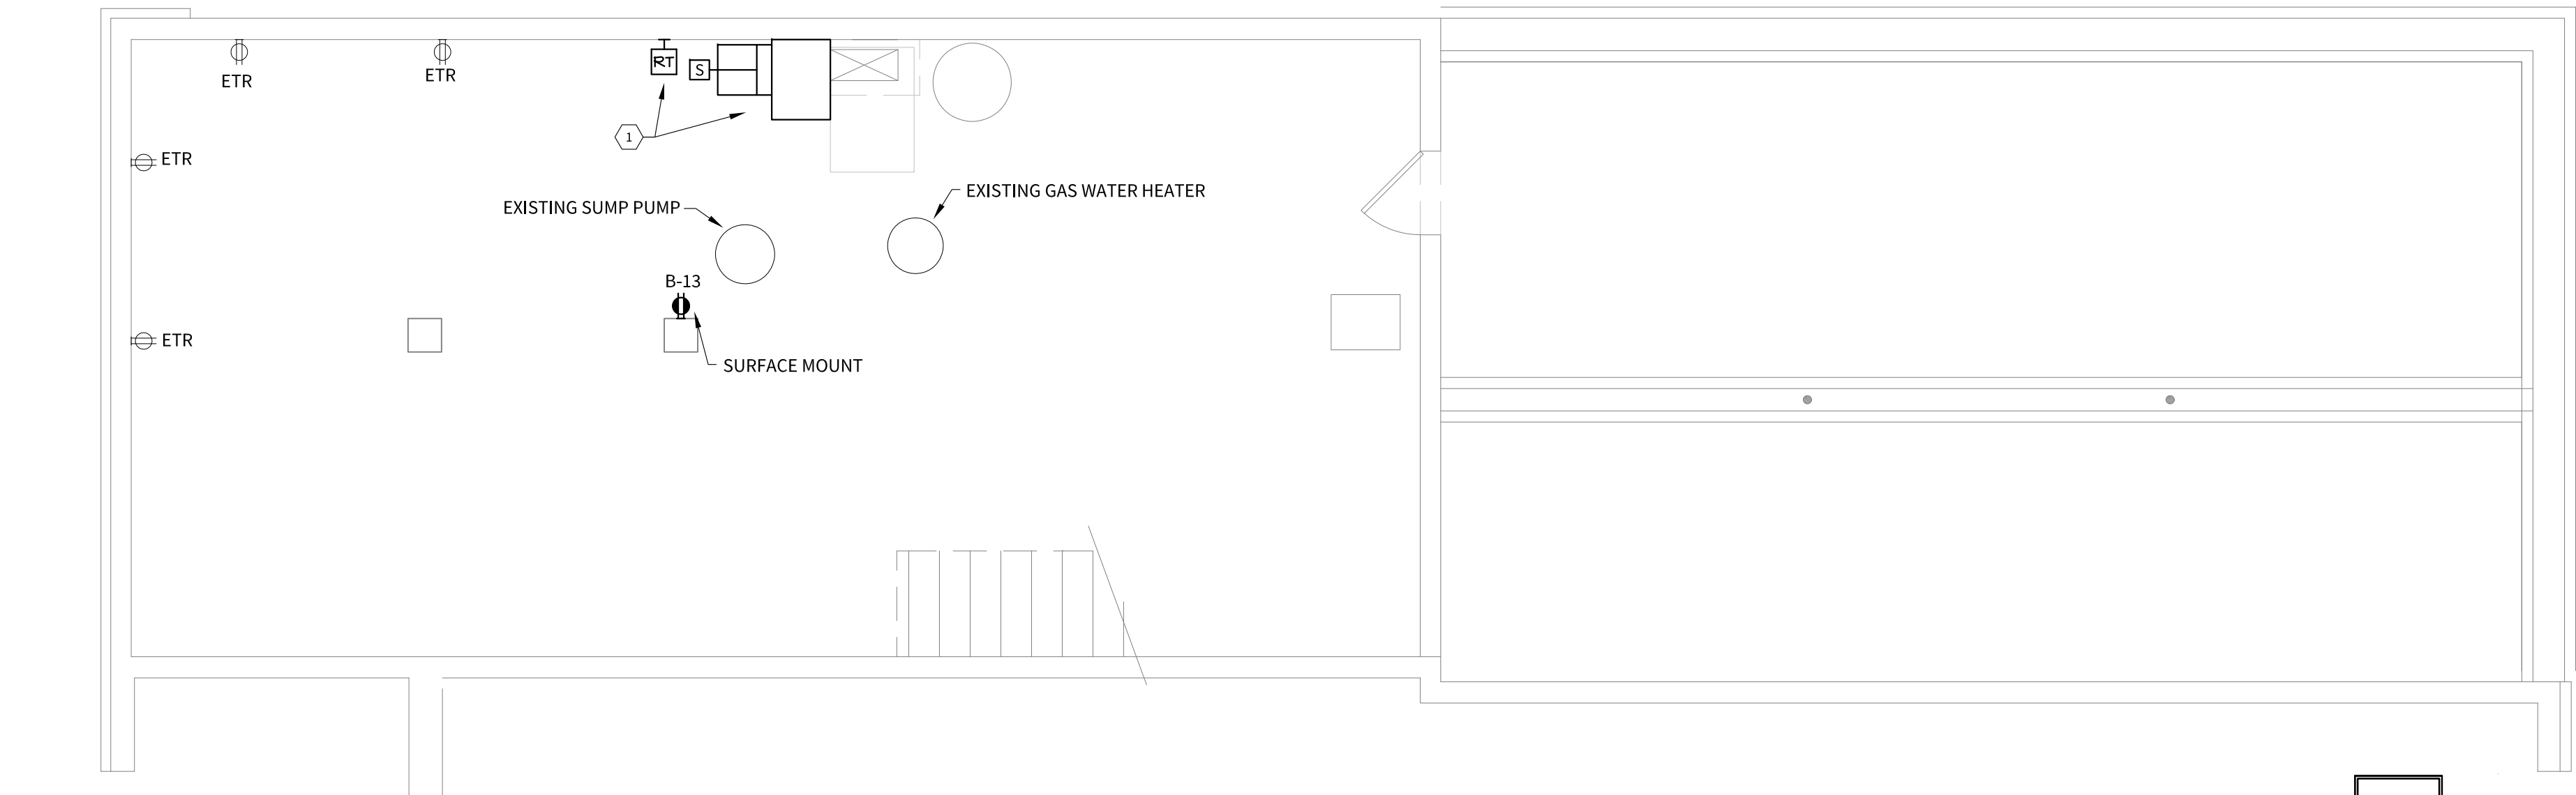 RT
S
ETR
ETR
1
ETR
EXISTING GAS WATER HEATER
EXISTING SUMP PUMP
B-13
ETR
SURFACE MOUNT